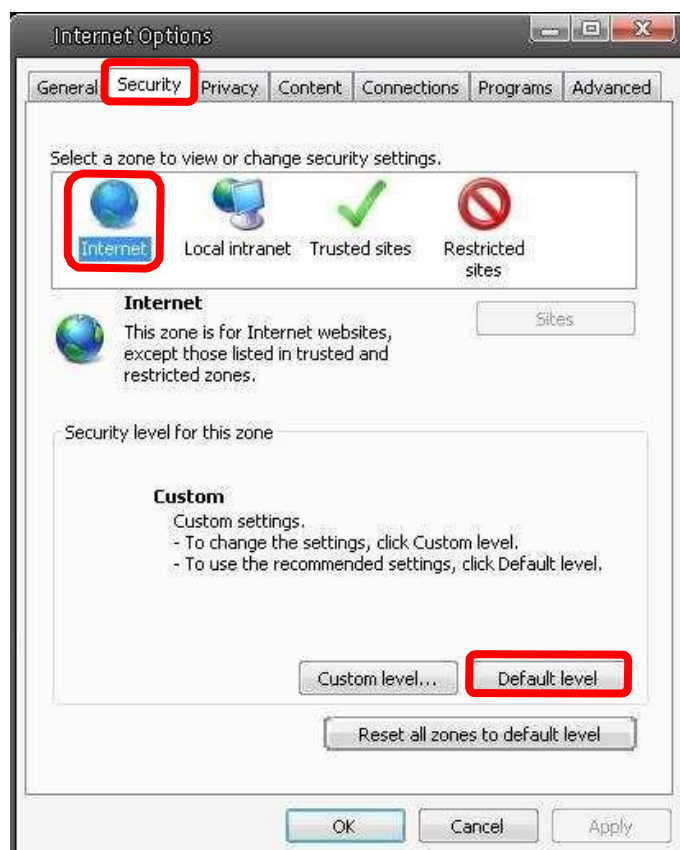 Internet Options
General Security Privacy Content Connections Programs Advanced
Select a zone to view or change security settings.
Internet Local intranet Trusted sites Restricted
sites
Internet
Sites
This zone is for Internet websites,
except those listed in trusted and
restricted zones.
Security level for this zone
Custom
Custom settings.
- To change the settings, click Custom level.
- To use the recommended settings, click Default level.
Custom level... Default level
Reset all zones to default level
OK Cancel Apply